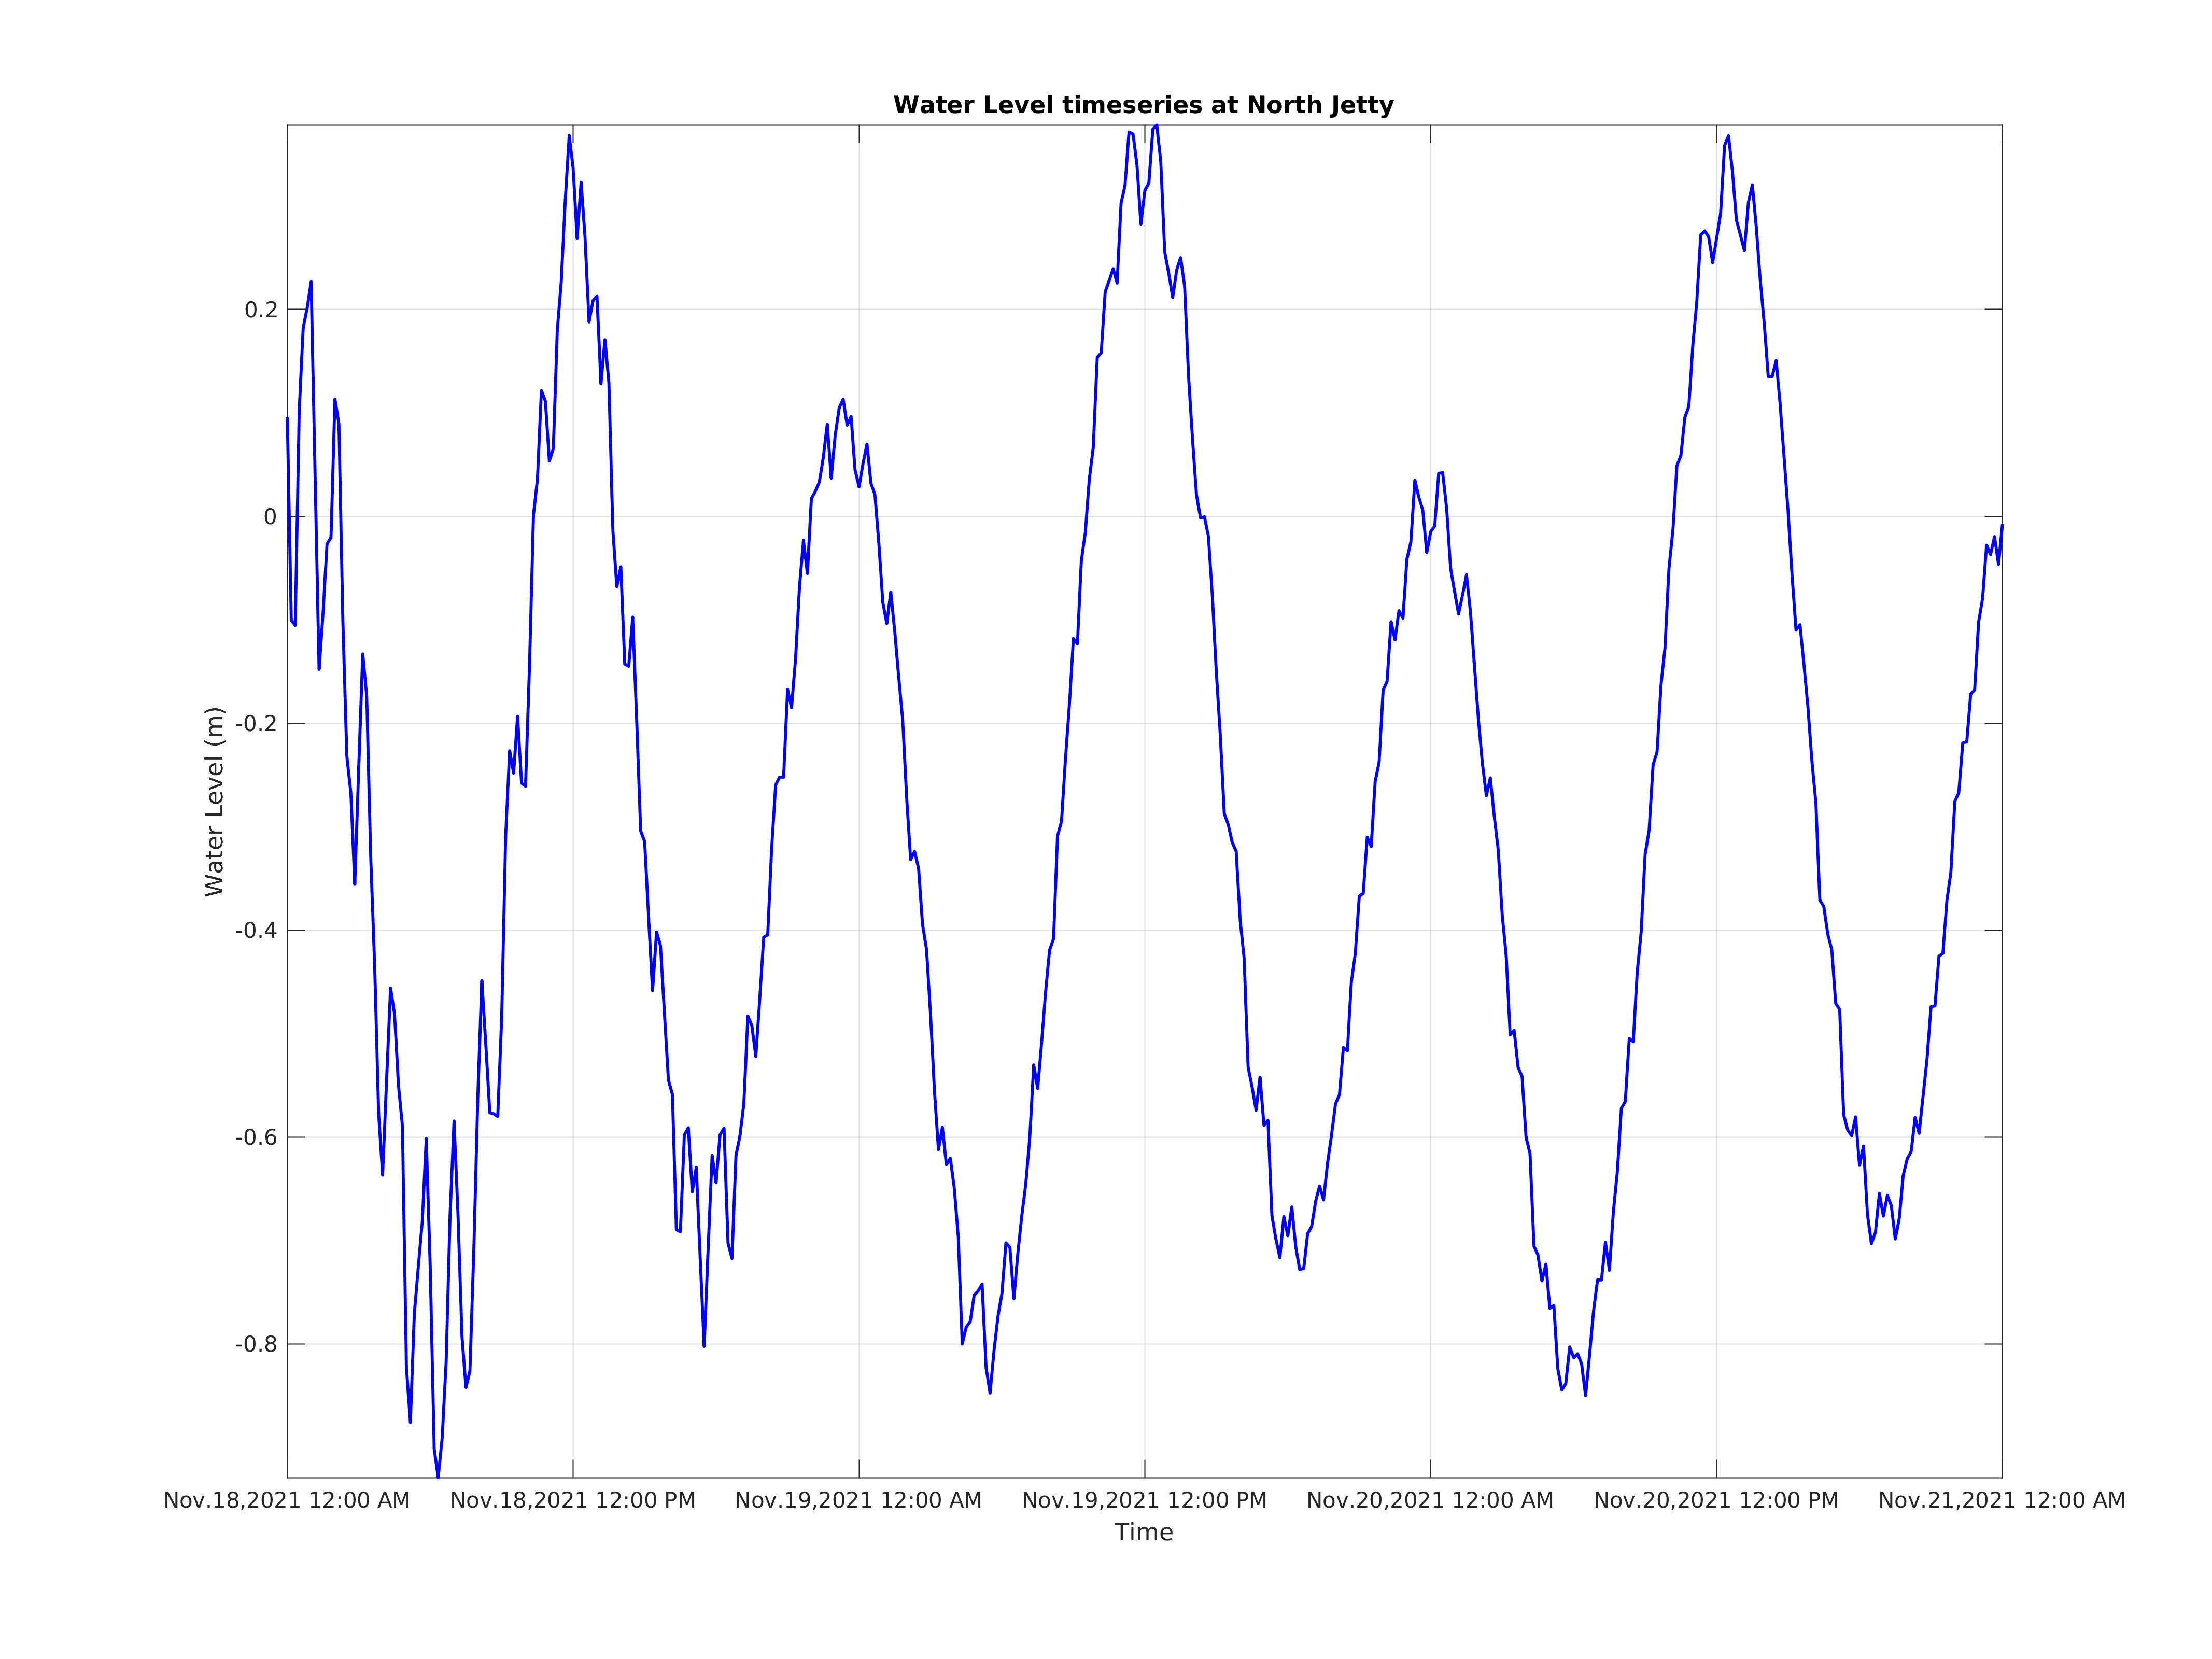 Water Level timeseries at North Jetty
0.2
0
-0.2
-0.4
-0.6
-0.8
Water Level (m)
Nov.18,2021 12:00 AM Nov.18,2021 12:00 PM Nov.19,2021 12:00 AM Nov.19,2021 12:00 PM Nov.20,2021 12:00 AM Nov.20,2021 12:00 PM Nov.21,2021 12:00 AM
Time